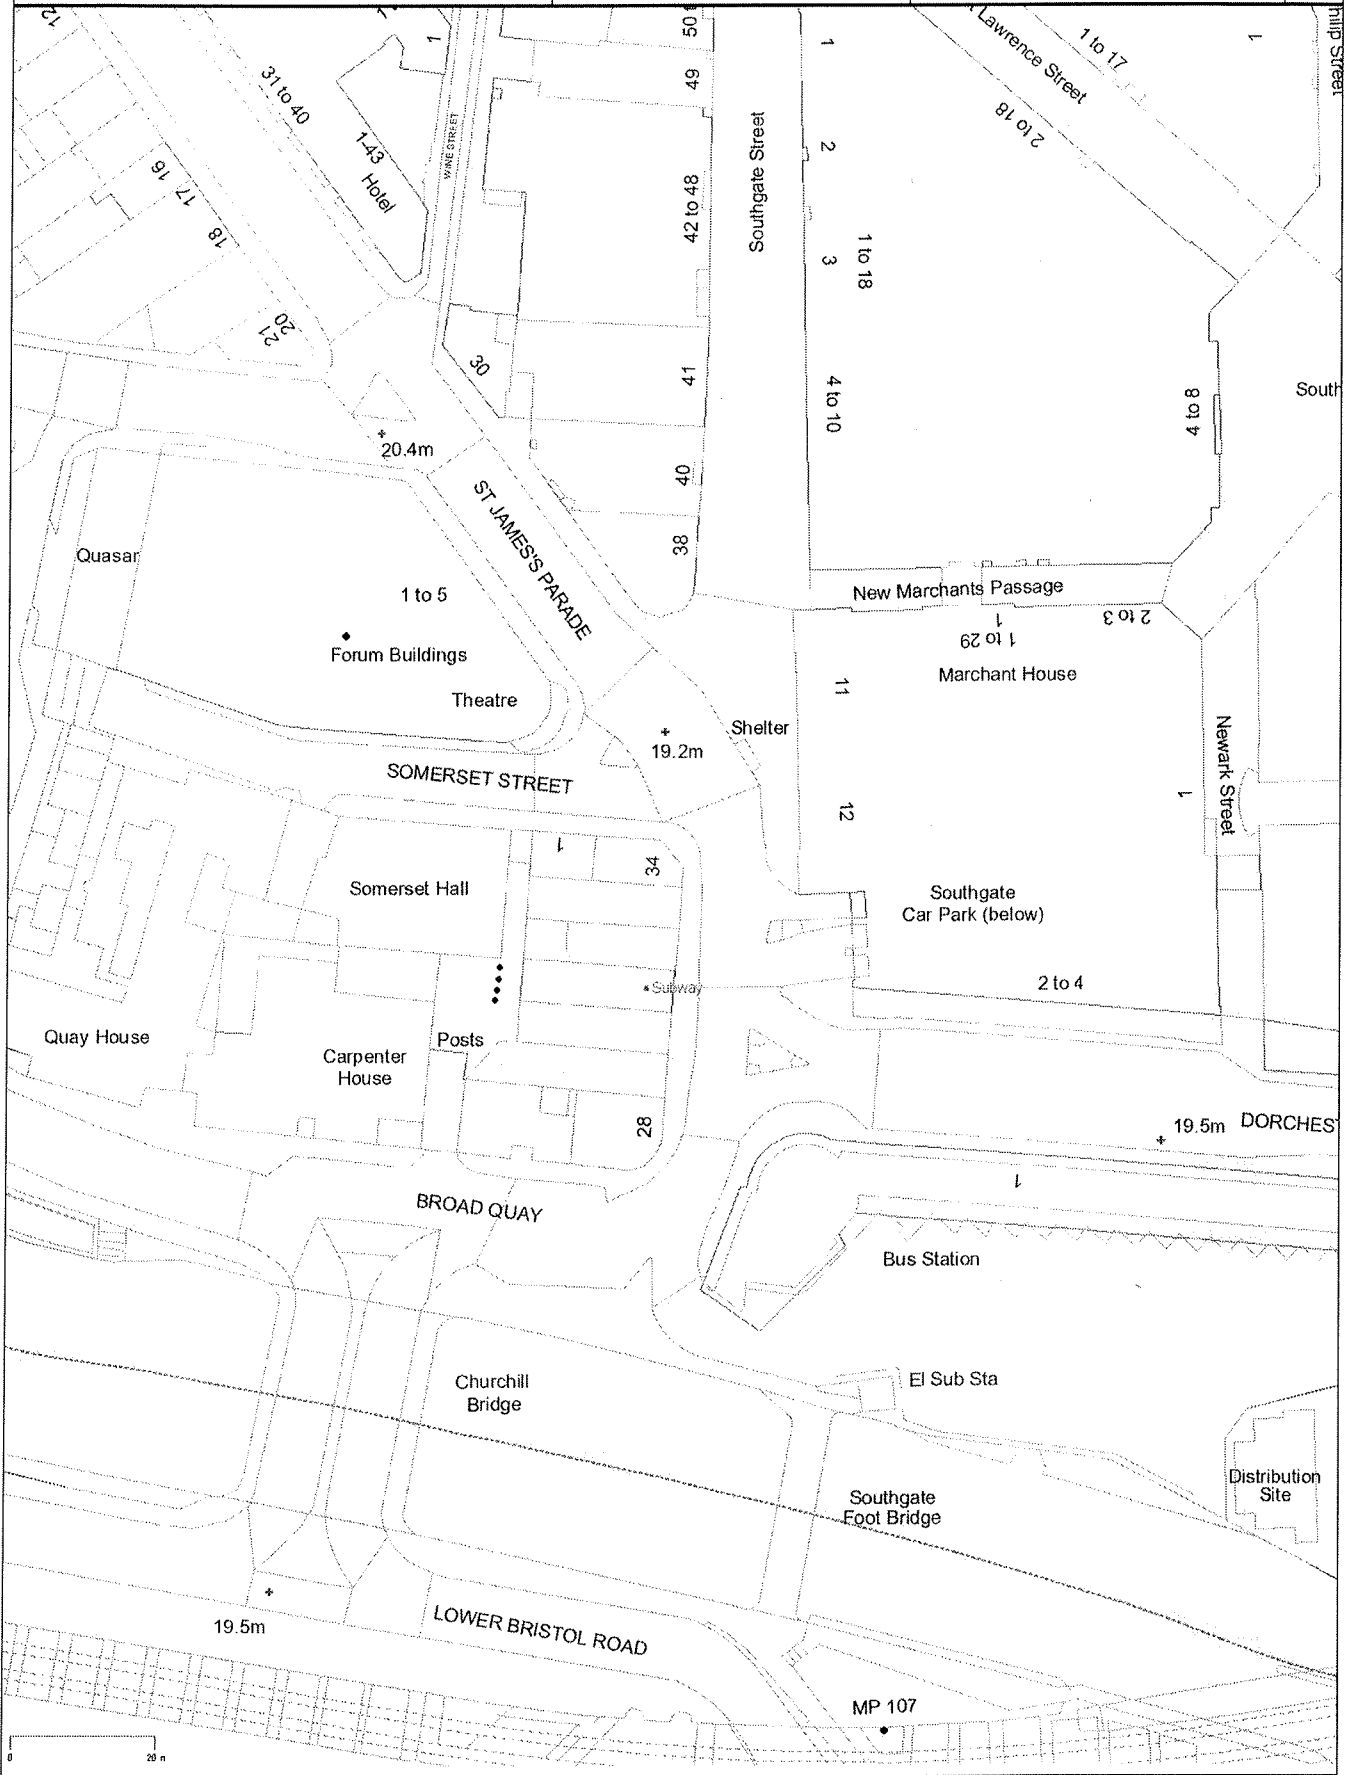 12
1
50
hilip Street
Lawrence Street
1 to 17
1
1
31 to 40
49
WINE STREET
Southgate Street
2 to 18
1-43
Hotel
17 16
2
18
42 to 48
3
1 to 18
21
20
30
41
4 to 10
4 to 8
South
20.4m
40
ST JAMES'S PARADE
38
Quasar
1 to 5
New Marchants Passage
2 to 3
1
1 to 29
Forum Buildings
Marchant House
11
Theatre
Shelter
19.2m
Newark Street
SOMERSET STREET
12
1
1
34
Somerset Hall
Southgate
Car Park (below)
Subway
2 to 4
Quay House
Posts
Carpenter
House
28
19.5m
DORCHEST
1
BROAD QUAY
Bus Station
El Sub Sta
Churchill
Bridge
Distribution
Site
Southgate
Foot Bridge
19.5m
LOWER BRISTOL ROAD
MP 107
0
20 m